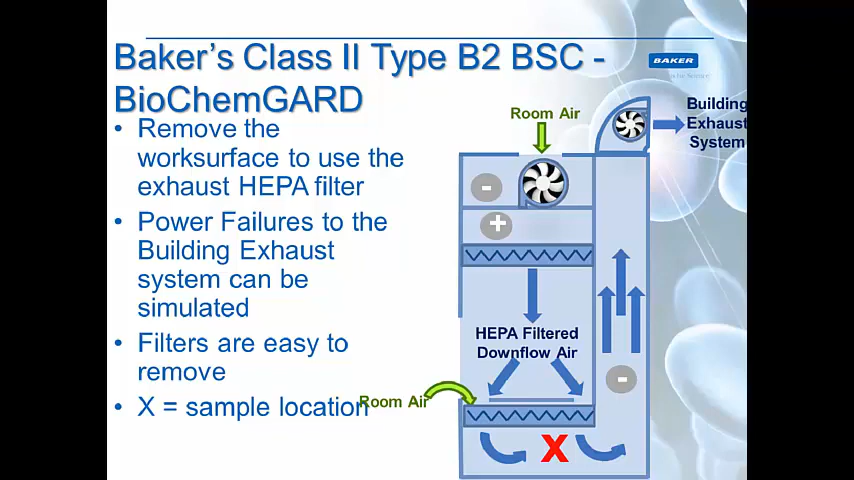 Baker’s Class II Type B2 BSC -
BioChemGARD
BAKER
• Remove the
worksurface to use the
exhaust HEPA filter
• Power Failures to the
Building Exhaust
system can be
simulated
• Filters are easy to
remove
• X = sample location
Room Air
Building
Exhaust
System
-
+
HEPA Filtered
Downflow Air
-
Room Air
X